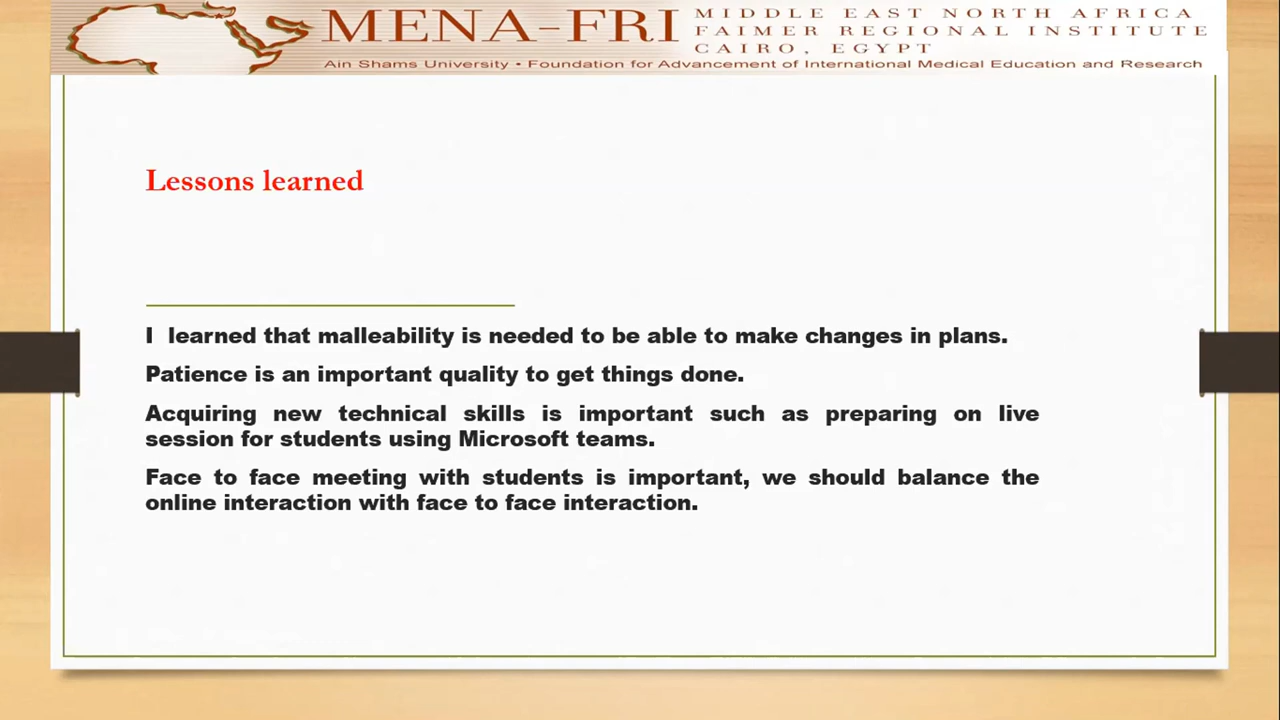 MENA-FRI
MIDDLE EAST NORTH AFRICA
FAIMER REGIONAL INSTITUTE
CAIRO, EGYPT
Ain Shams University • Foundation for Advancement of International Medical Education and Research
Lessons learned
I learned that malleability is needed to be able to make changes in plans.
Patience is an important quality to get things done.
Acquiring new technical skills is important such as preparing on live
session for students using Microsoft teams.
Face to face meeting with students is important, we should balance the
online interaction with face to face interaction.